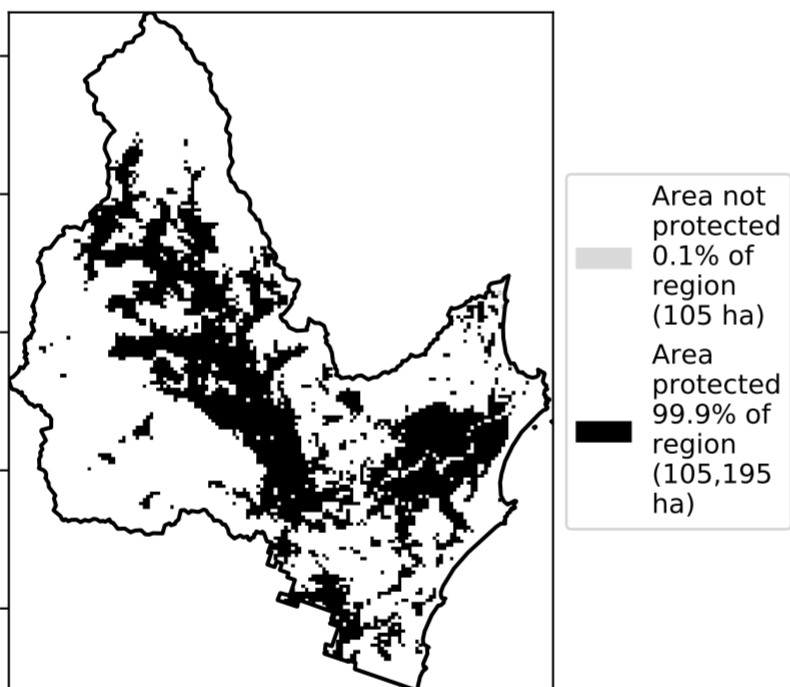 Area not
protected
0.1% of
region
(105 ha)
Area
protected
99.9% of
region
(105,195
ha)